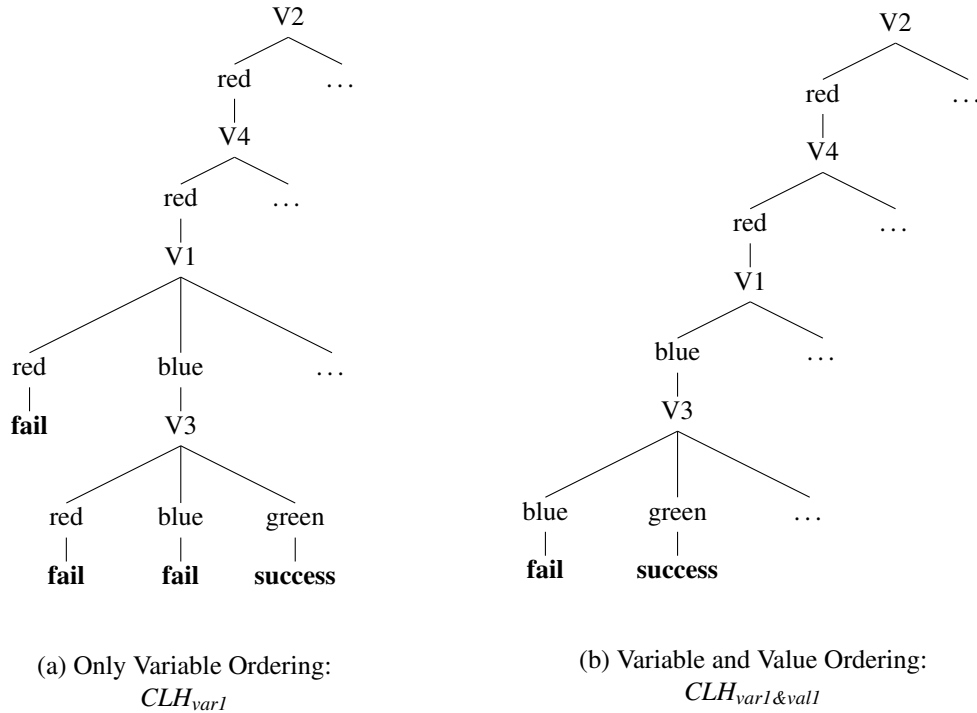 V2
red ...
V4
red ...
V1
red blue ...
fail
V3
red blue green
fail fail success
(a) Only Variable Ordering:
CLHvar1
V2
red ...
V4
red ...
V1
blue ...
V3
blue green ...
fail success
(b) Variable and Value Ordering:
CLHvar1&val1